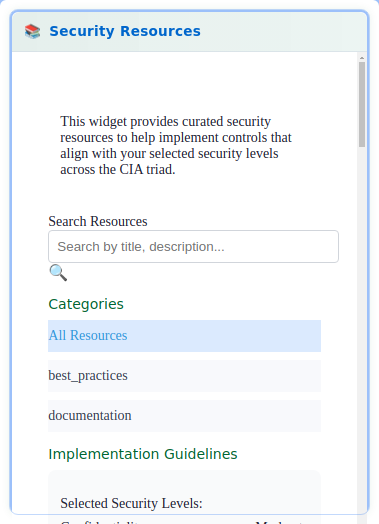 Security Resources
This widget provides curated security
resources to help implement controls that
align with your selected security levels
across the CIA triad.
Search Resources
Search by title, description...
Categories
All Resources
best_practices
documentation
Implementation Guidelines
Selected Security Levels: